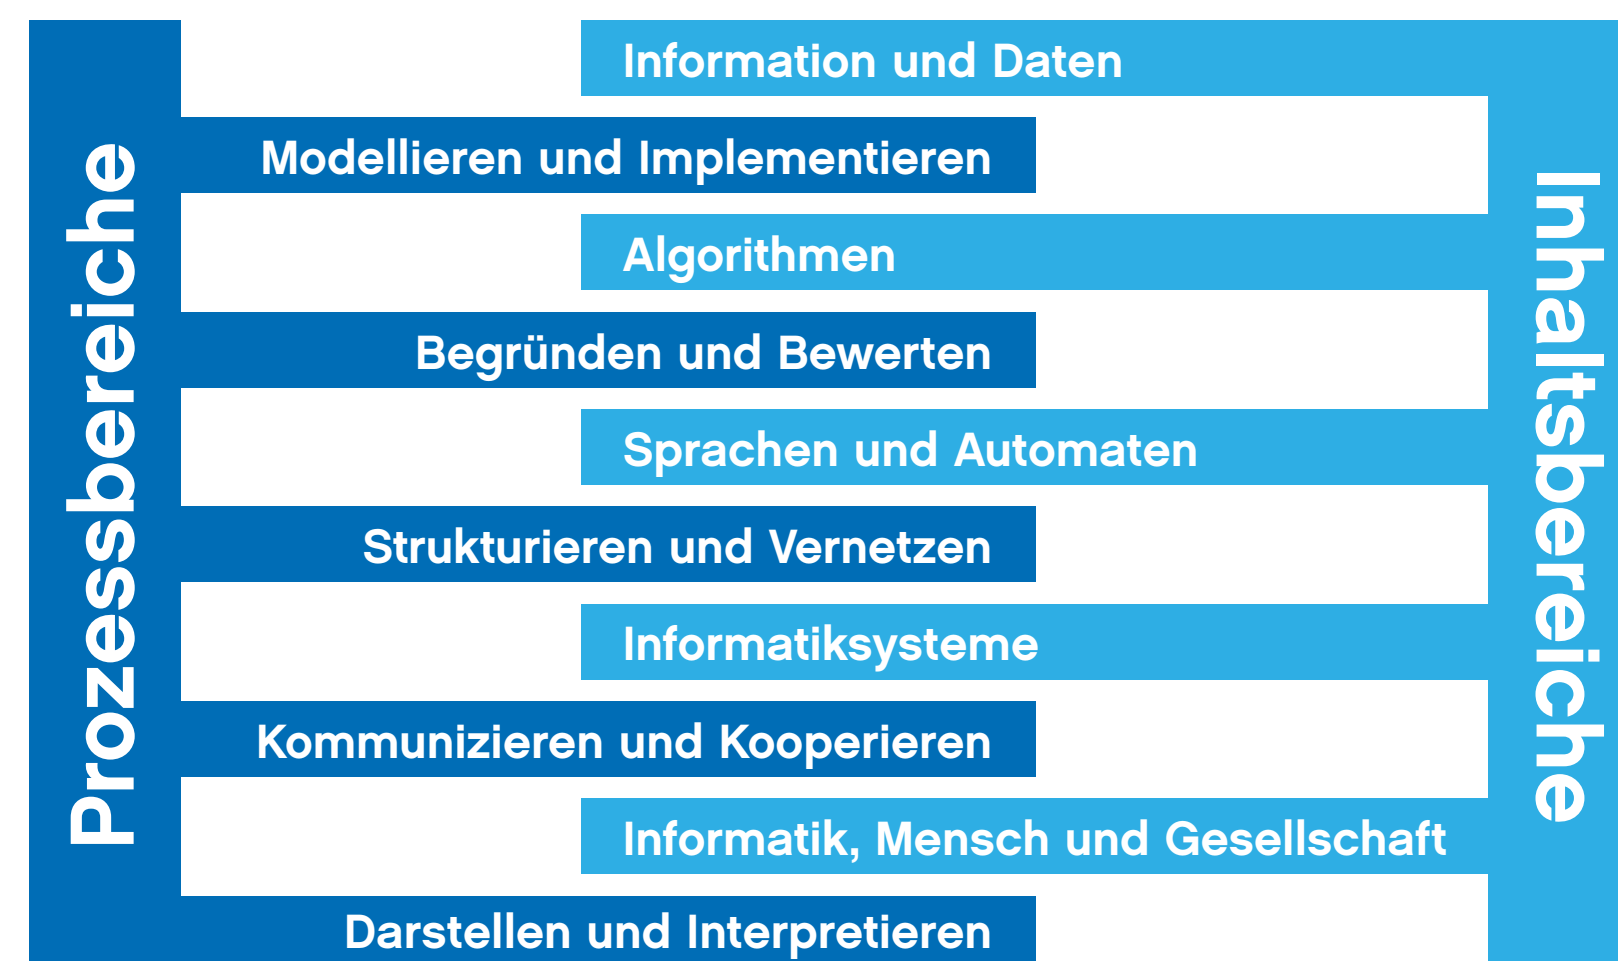 Prozessbereiche
Information und Daten
Modellieren und Implementieren
Algorithmen
Begründen und Bewerten
Sprachen und Automaten
Strukturieren und Vernetzen
Informatiksysteme
Kommunizieren und Kooperieren
Informatik, Mensch und Gesellschaft
Darstellen und Interpretieren
Inhaltsbereiche